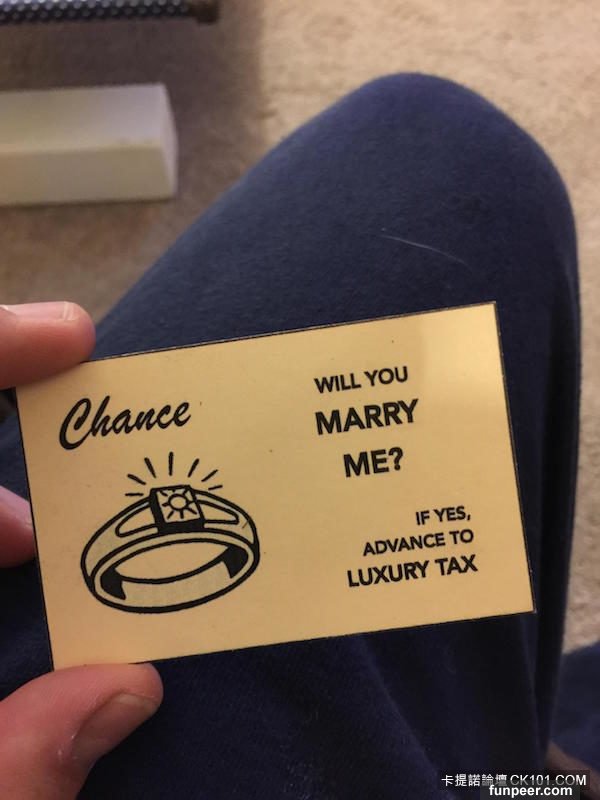 Chance
WILL YOU
MARRY
ME?
IF YES,
ADVANCE TO
LUXURY TAX
卡提諾論壇 CK101.COM
funpeer.com